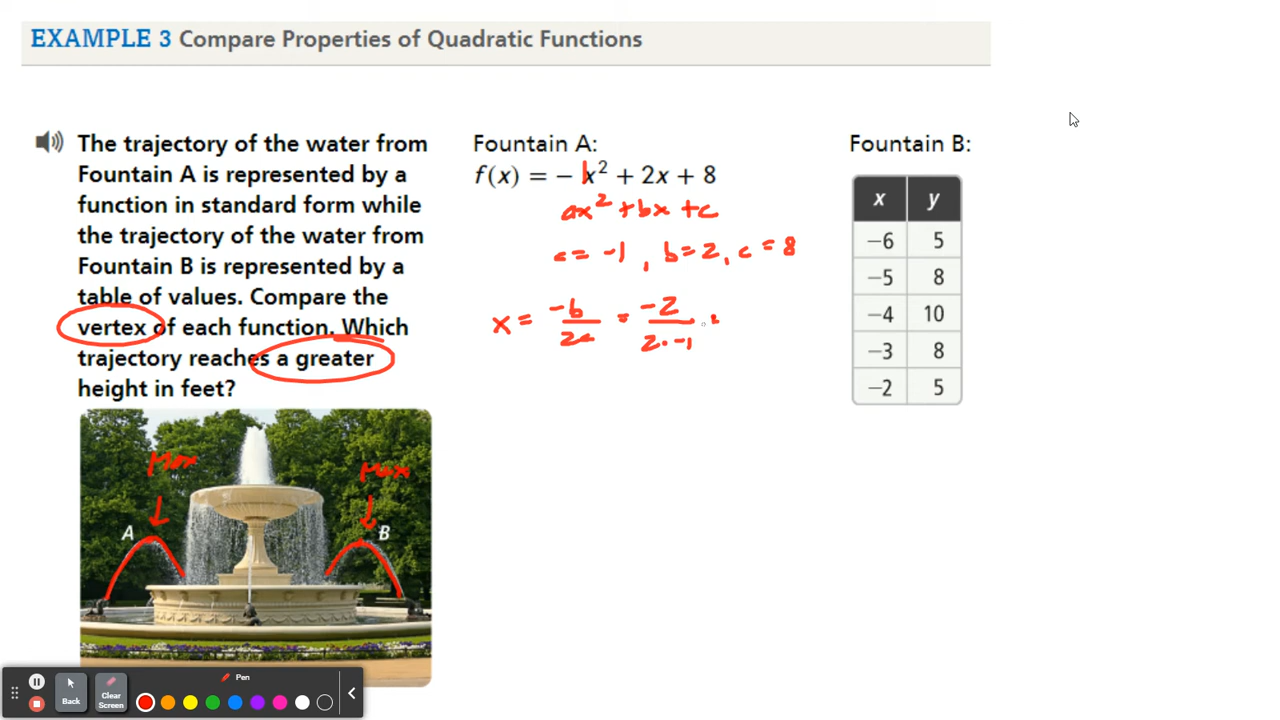 EXAMPLE 3 Compare Properties of Quadratic Functions
The trajectory of the water from
Fountain A is represented by a
function in standard form while
the trajectory of the water from
Fountain B is represented by a
table of values. Compare the
vertex of each function. Which
trajectory reaches a greater
height in feet?
Fountain A:
f(x) = −1x² + 2x + 8
ax² + bx + c
a = -1, b = 2, c = 8
x = -b/2a = -2/2·-1 =
Fountain B:
x y
−6 5
−5 8
−4 10
−3 8
−2 5
Max
Max
A
B
Pen
Back
Clear
Screen